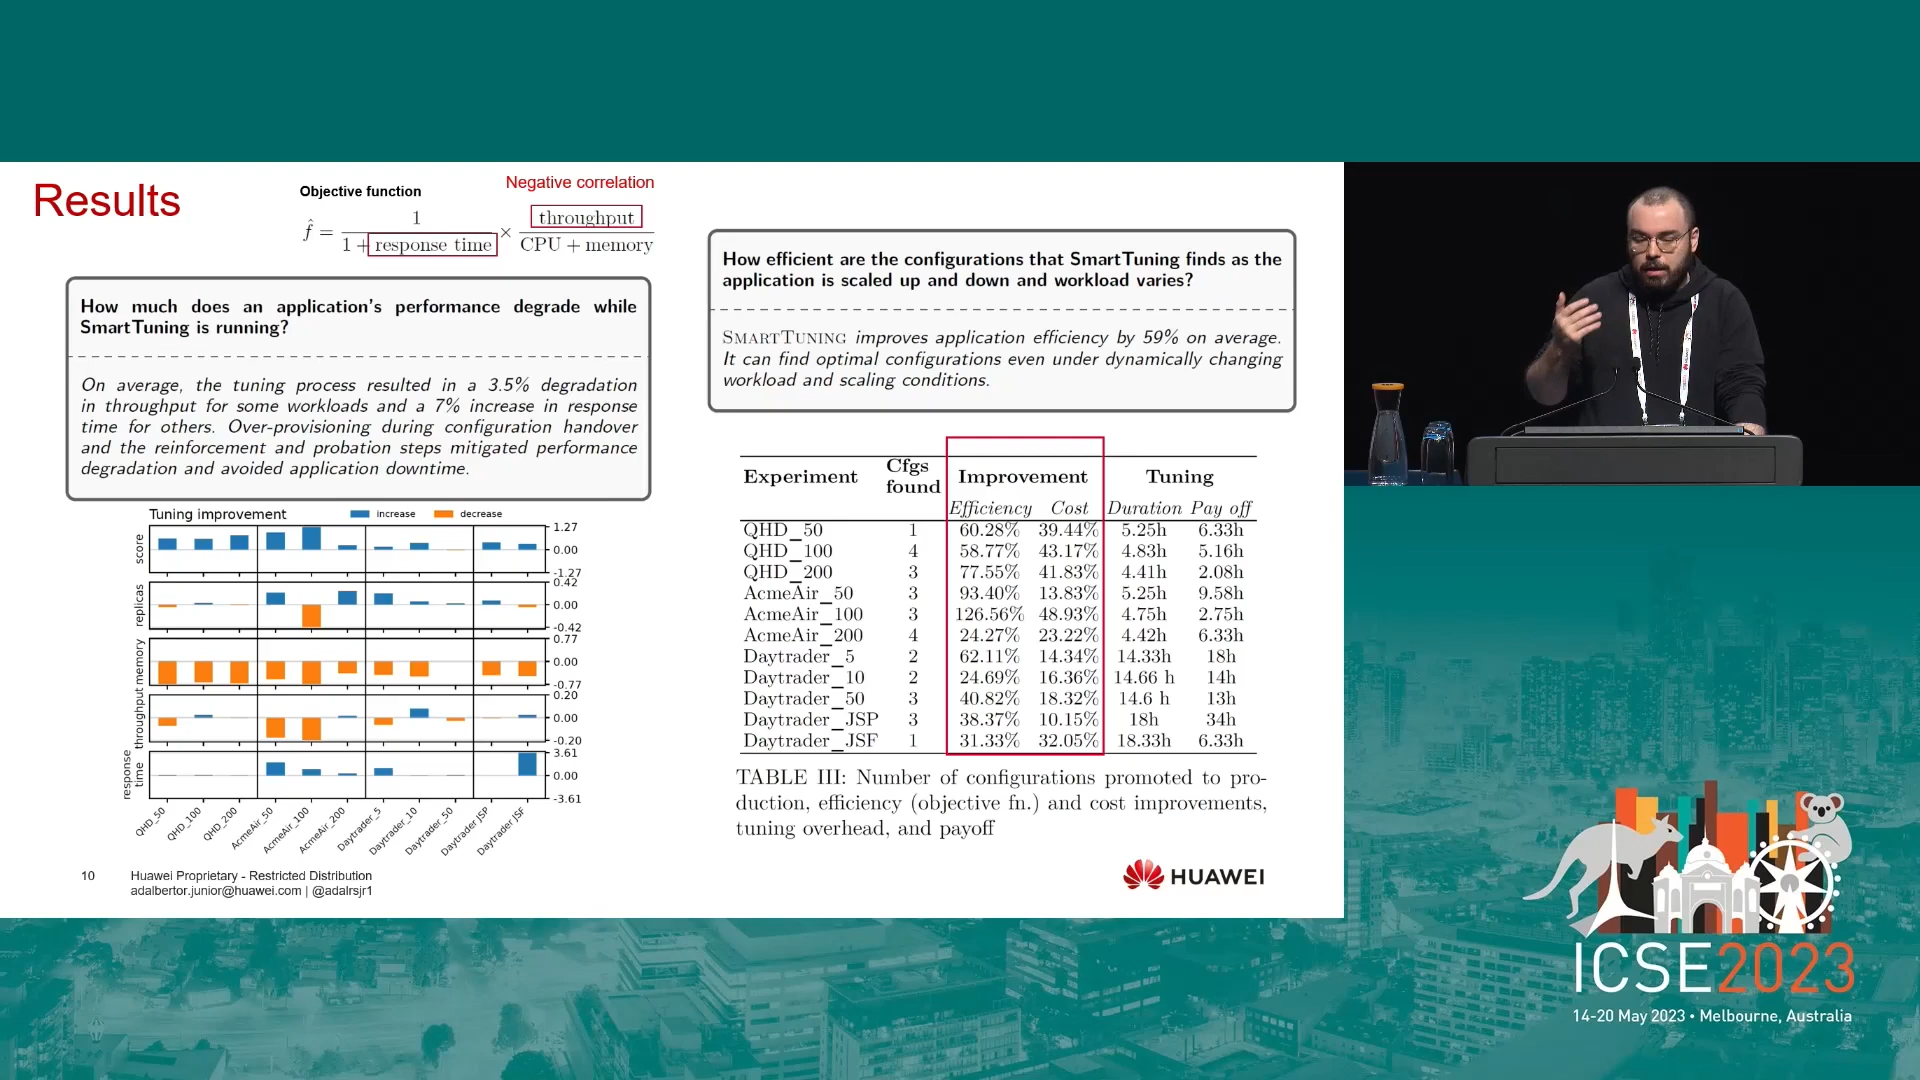 Results
Objective function
Negative correlation
f̂ = 1 / (1 + response time) × throughput / (CPU + memory)
How much does an application's performance degrade while
SmartTuning is running?
On average, the tuning process resulted in a 3.5% degradation
in throughput for some workloads and a 7% increase in response
time for others. Over-provisioning during configuration handover
and the reinforcement and probation steps mitigated performance
degradation and avoided application downtime.
Tuning improvement
increase
decrease
score
1.27
0.00
-1.27
replicas
0.42
0.00
-0.42
memory
0.77
0.00
-0.77
throughput
0.20
0.00
-0.20
response
time
3.61
0.00
-3.61
QHD_50
QHD_100
QHD_200
AcmeAir_50
AcmeAir_100
AcmeAir_200
Daytrader_5
Daytrader_10
Daytrader_50
Daytrader JSP
Daytrader JSF
10
Huawei Proprietary - Restricted Distribution
adalbertor.junior@huawei.com | @adalrsjr1
How efficient are the configurations that SmartTuning finds as the
application is scaled up and down and workload varies?
SMARTTUNING improves application efficiency by 59% on average.
It can find optimal configurations even under dynamically changing
workload and scaling conditions.
Experiment Cfgs found Improvement Tuning
Efficiency Cost Duration Pay off
QHD_50 1 60.28% 39.44% 5.25h 6.33h
QHD_100 4 58.77% 43.17% 4.83h 5.16h
QHD_200 3 77.55% 41.83% 4.41h 2.08h
AcmeAir_50 3 93.40% 13.83% 5.25h 9.58h
AcmeAir_100 3 126.56% 48.93% 4.75h 2.75h
AcmeAir_200 4 24.27% 23.22% 4.42h 6.33h
Daytrader_5 2 62.11% 14.34% 14.33h 18h
Daytrader_10 2 24.69% 16.36% 14.66 h 14h
Daytrader_50 3 40.82% 18.32% 14.6 h 13h
Daytrader_JSP 3 38.37% 10.15% 18h 34h
Daytrader_JSF 1 31.33% 32.05% 18.33h 6.33h
TABLE III: Number of configurations promoted to pro-
duction, efficiency (objective fn.) and cost improvements,
tuning overhead, and payoff
HUAWEI
ICSE2023
14-20 May 2023 • Melbourne, Australia